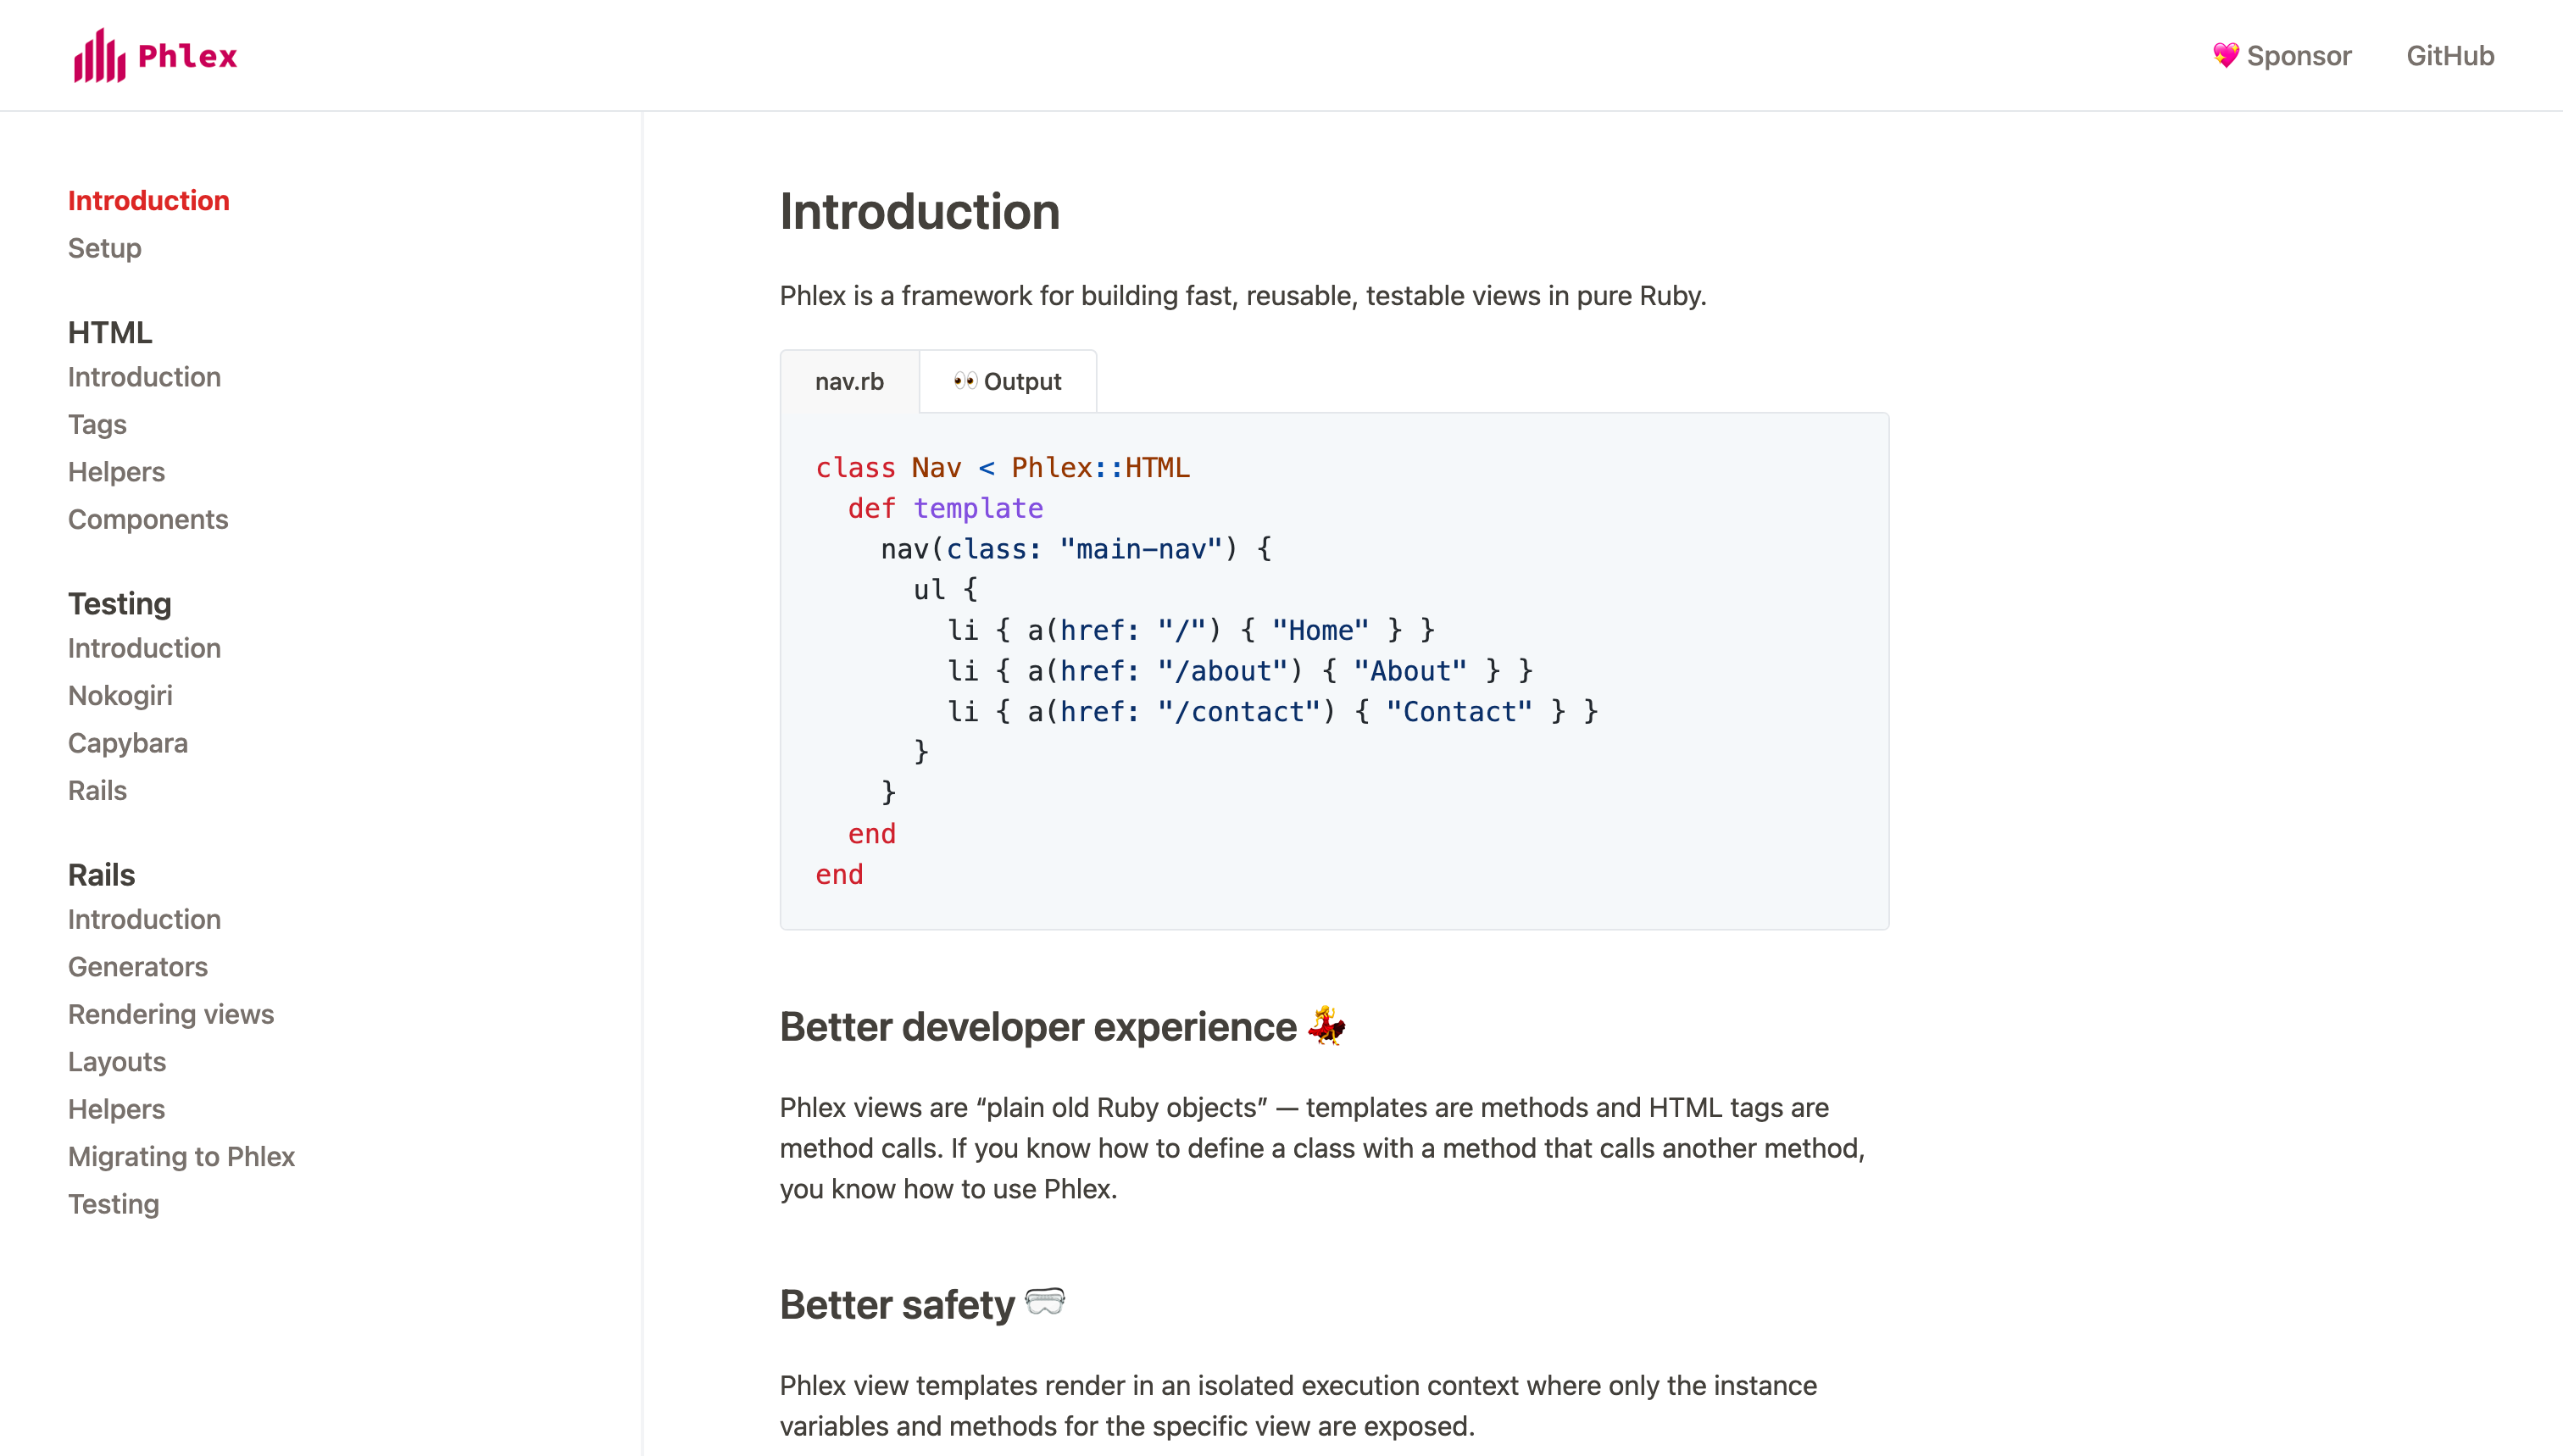 Phlex
💖 Sponsor
GitHub
Introduction
Setup
HTML
Introduction
Tags
Helpers
Components
Testing
Introduction
Nokogiri
Capybara
Rails
Rails
Introduction
Generators
Rendering views
Layouts
Helpers
Migrating to Phlex
Testing
Introduction
Phlex is a framework for building fast, reusable, testable views in pure Ruby.
nav.rb
👀 Output
class Nav < Phlex::HTML
  def template
    nav(class: "main-nav") {
      ul {
        li { a(href: "/") { "Home" } }
        li { a(href: "/about") { "About" } }
        li { a(href: "/contact") { "Contact" } }
      }
    }
  end
end
Better developer experience 💃
Phlex views are “plain old Ruby objects” — templates are methods and HTML tags are
method calls. If you know how to define a class with a method that calls another method,
you know how to use Phlex.
Better safety 🥽
Phlex view templates render in an isolated execution context where only the instance
variables and methods for the specific view are exposed.